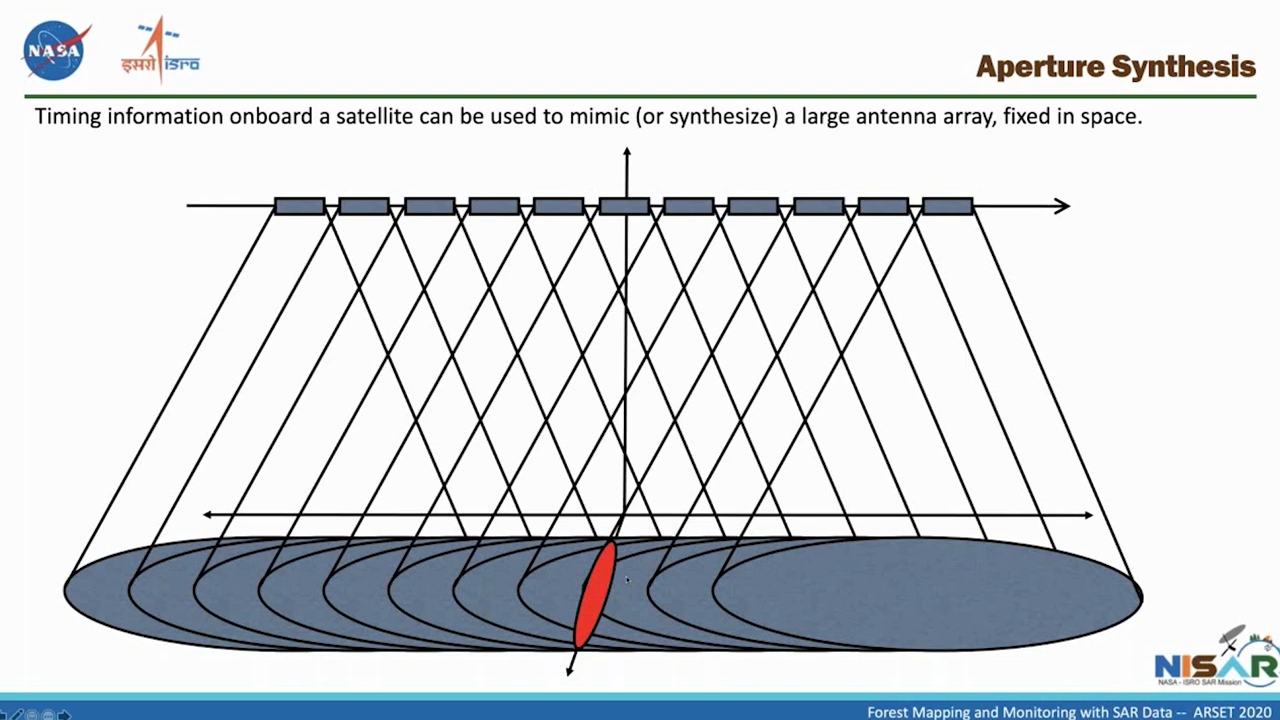 NASA
इसरो isro
Aperture Synthesis
Timing information onboard a satellite can be used to mimic (or synthesize) a large antenna array, fixed in space.
NISAR
NASA - ISRO SAR Mission
Forest Mapping and Monitoring with SAR Data -- ARSET 2020